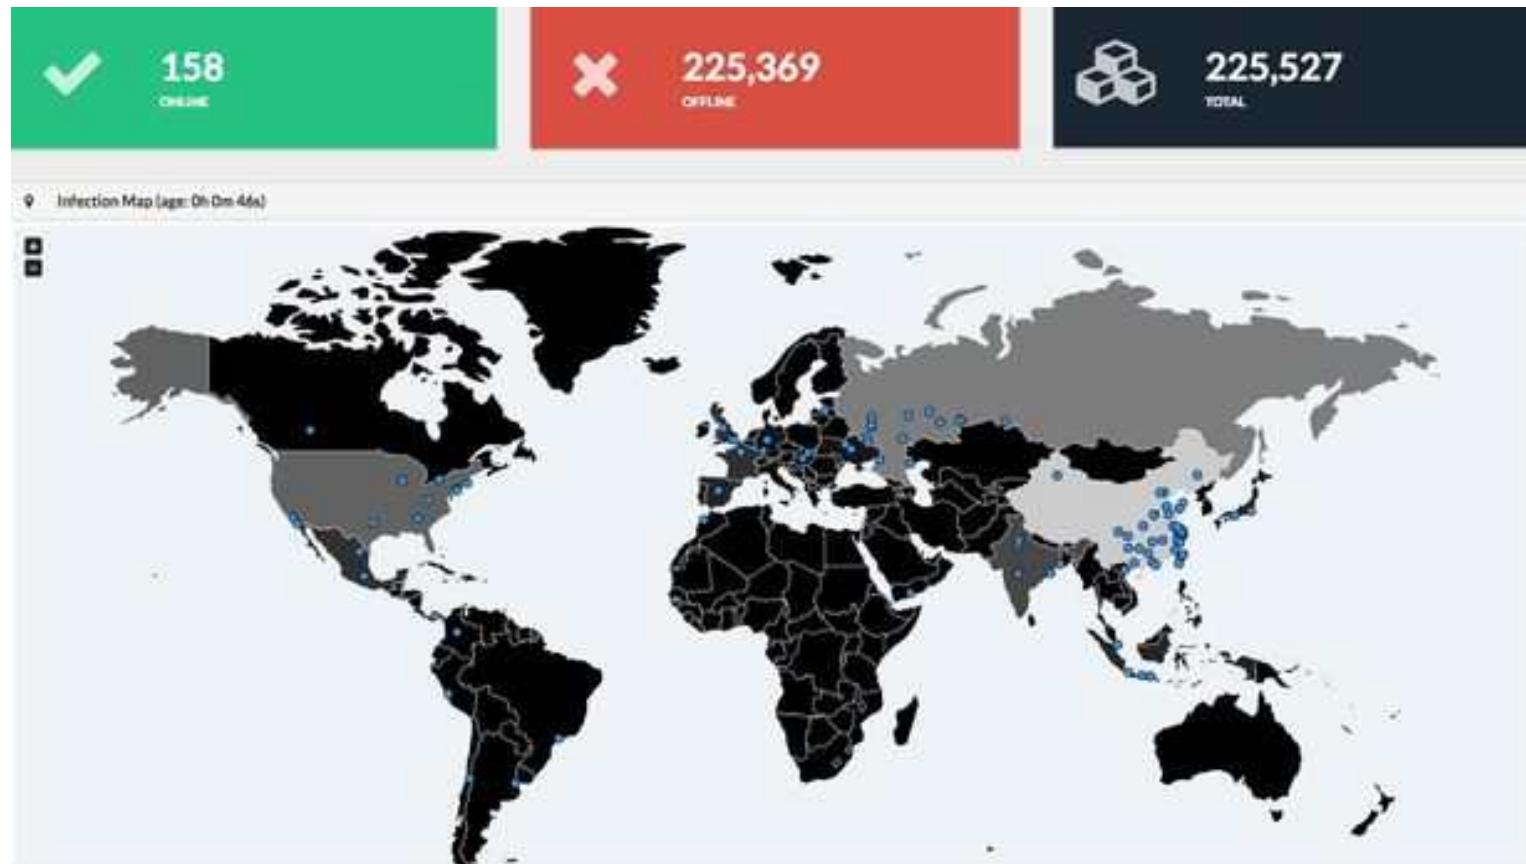 158
ONLINE
225,369
OFFLINE
225,527
TOTAL
Infection Map (age: 0h 0m 46s)
+
-